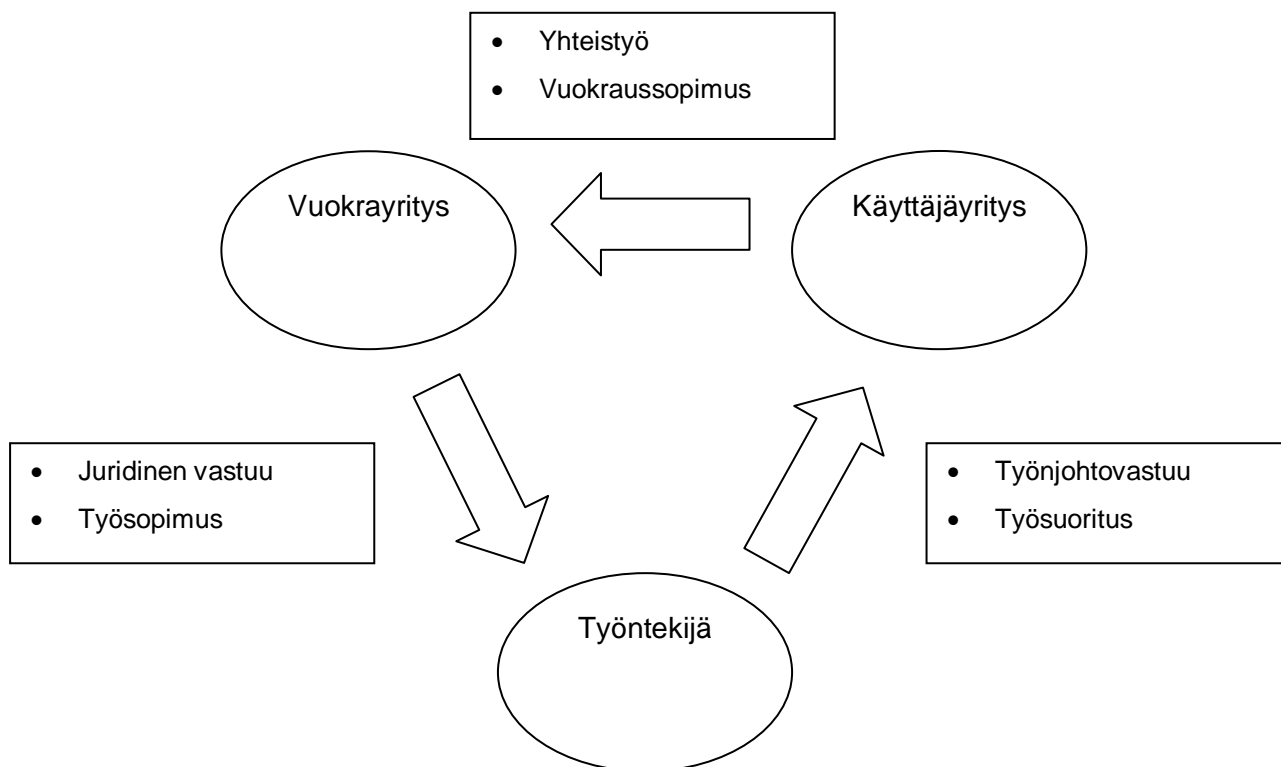 • Yhteistyö
• Vuokraussopimus
Vuokrayritys
Käyttäjäyritys
• Juridinen vastuu
• Työsopimus
• Työnjohtovastuu
• Työsuoritus
Työntekijä